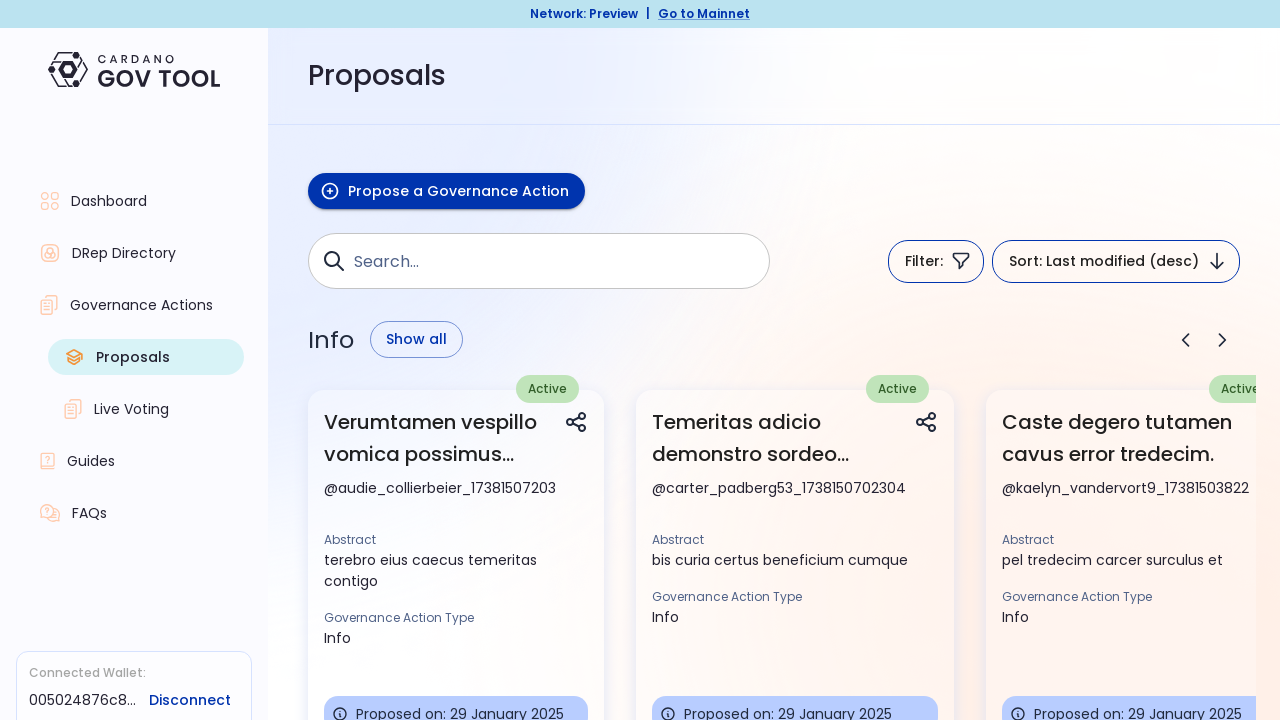 Network: Preview | Go to Mainnet
CARDANO
GOV TOOL
Proposals
Dashboard
DRep Directory
Governance Actions
Proposals
Live Voting
Guides
FAQs
Connected Wallet:
005024876c8... Disconnect
Propose a Governance Action
Search...
Filter:
Sort: Last modified (desc)
Info
Show all
Active
Verumtamen vespillo
vomica possimus...
@audie_collierbeier_17381507203
Abstract
terebro eius caecus temeritas
contigo
Governance Action Type
Info
Proposed on: 29 January 2025
Active
Temeritas adicio
demonstro sordeo...
@carter_padberg53_1738150702304
Abstract
bis curia certus beneficium cumque
Governance Action Type
Info
Proposed on: 29 January 2025
Active
Caste degero tutamen
cavus error tredecim.
@kaelyn_vandervort9_17381503822
Abstract
pel tredecim carcer surculus et
Governance Action Type
Info
Proposed on: 29 January 2025